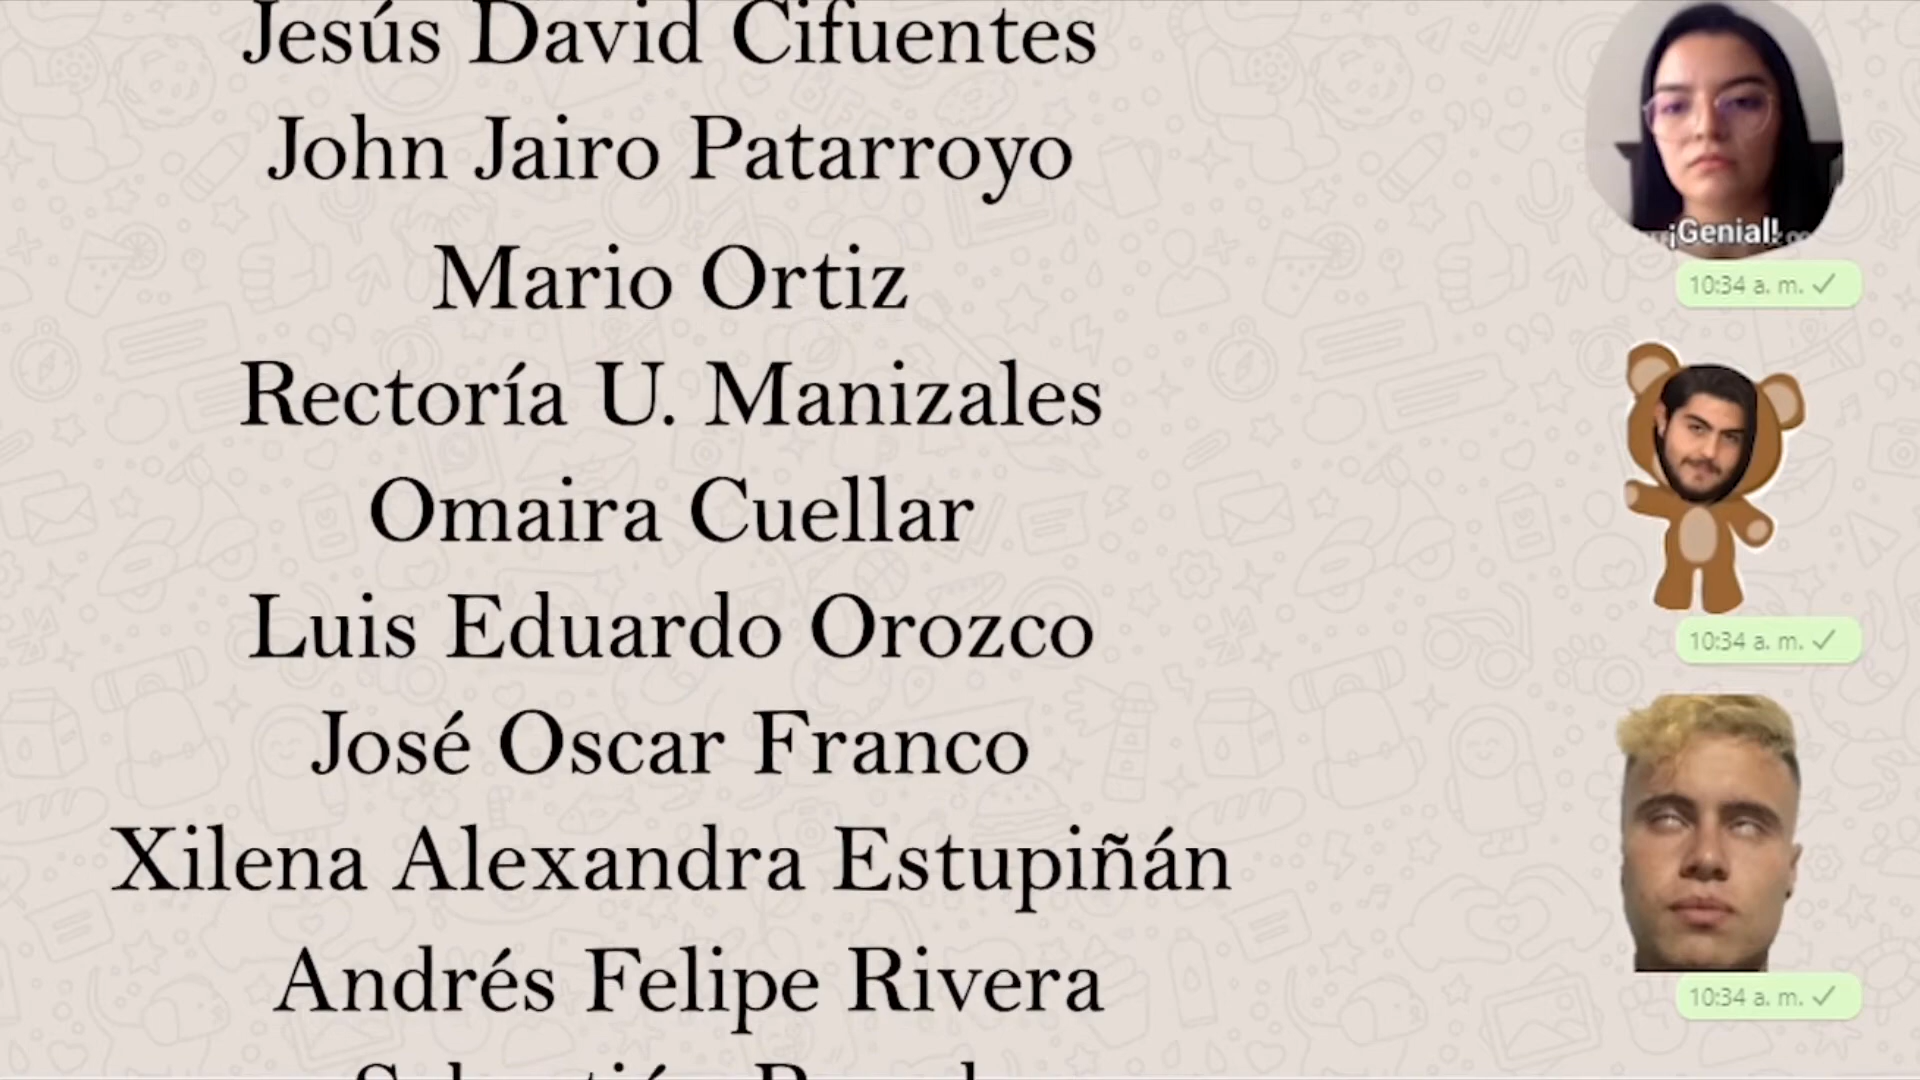 Jesús David Cifuentes
John Jairo Patarroyo
¡Genial!
Mario Ortiz
10:34 a. m.
Rectoría U. Manizales
Omaira Cuellar
Luis Eduardo Orozco
10:34 a. m.
José Oscar Franco
Xilena Alexandra Estupiñán
Andrés Felipe Rivera
10:34 a. m.